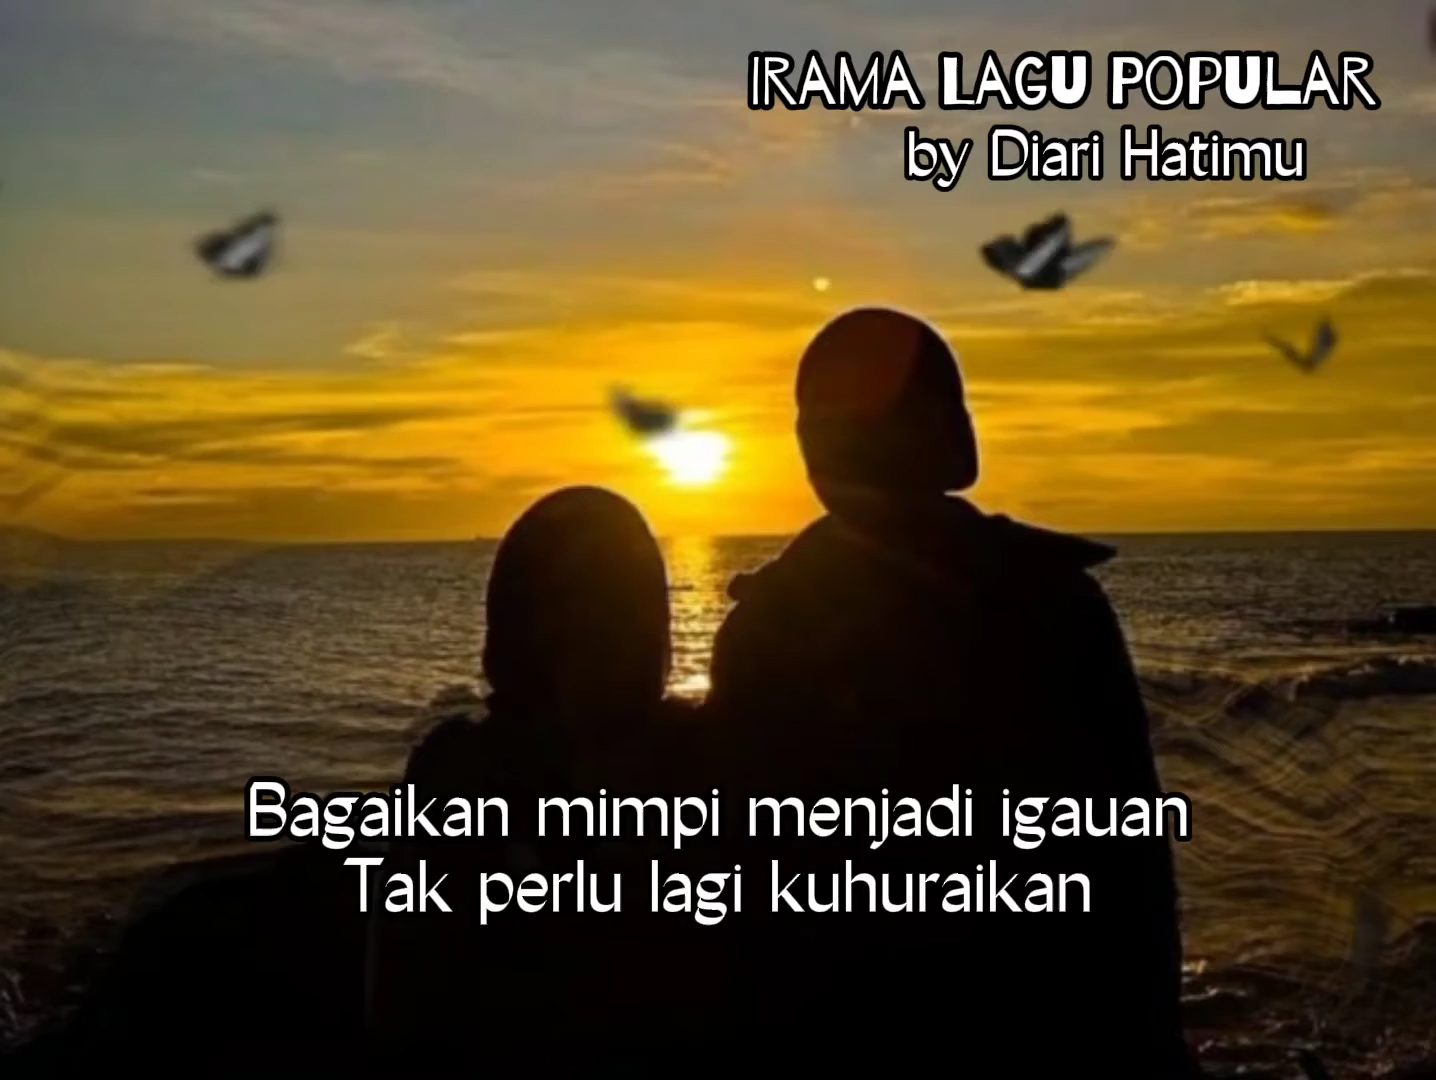 IRAMA LAGU POPULAR
by Diari Hatimu
Bagaikan mimpi menjadi igauan
Tak perlu lagi kuhuraikan